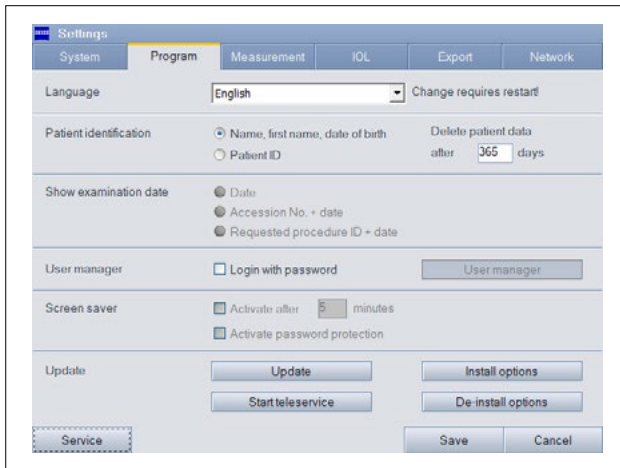 ZEISS Settings
System Program Measurement IOL Export Network
Language English Change requires restart!
Patient identification Name, first name, date of birth Delete patient data
Patient ID after 365 days
Show examination date Date
Accession No. + date
Requested procedure ID + date
User manager Login with password User manager
Screen saver Activate after 5 minutes
Activate password protection
Update Update Install options
Start teleservice De-install options
Service Save Cancel